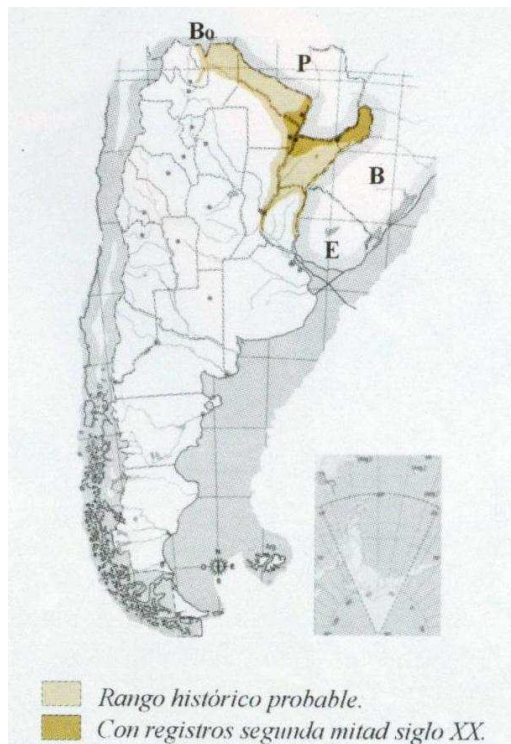 Bo
P
B
E
Rango histórico probable.
Con registros segunda mitad siglo XX.